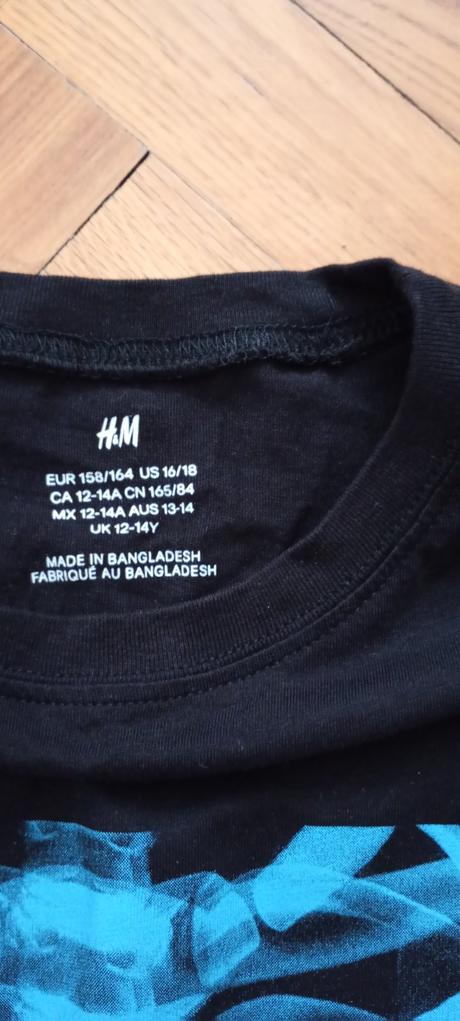 H&M
EUR 158/164 US 16/18
CA 12-14A CN 165/84
MX 12-14A AUS 13-14
UK 12-14Y
MADE IN BANGLADESH
FABRIQUÉ AU BANGLADESH